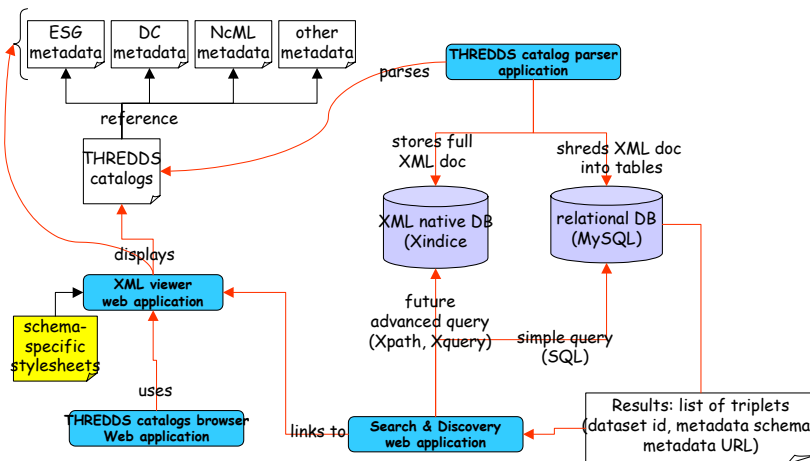 ESG
metadata
DC
metadata
NcML
metadata
other
metadata
THREDDS catalog parser
application
parses
reference
THREDDS
catalogs
stores full
XML doc
shreds XML doc
into tables
XML native DB
(Xindice
relational DB
(MySQL)
displays
XML viewer
web application
future
advanced query
(Xpath, Xquery)
simple query
(SQL)
schema-
specific
stylesheets
uses
THREDDS catalogs browser
Web application
links to
Search & Discovery
web application
Results: list of triplets
(dataset id, metadata schema
metadata URL)